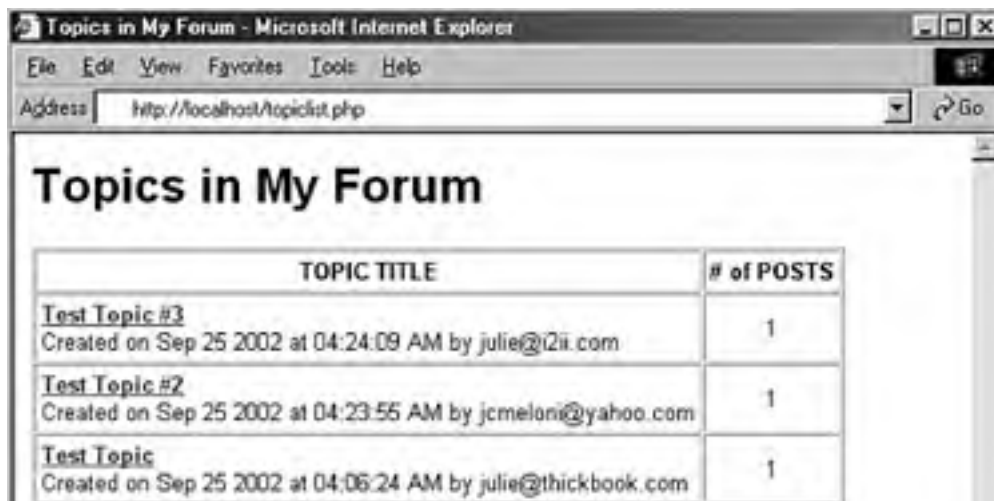 Topics in My Forum - Microsoft Internet Explorer
File Edit View Favorites Tools Help
Address http://localhost/topiclist.php Go
Topics in My Forum
TOPIC TITLE # of POSTS
Test Topic #3
Created on Sep 25 2002 at 04:24:09 AM by julie@i2ii.com 1
Test Topic #2
Created on Sep 25 2002 at 04:23:55 AM by jcmeloni@yahoo.com 1
Test Topic
Created on Sep 25 2002 at 04:06:24 AM by julie@thickbook.com 1